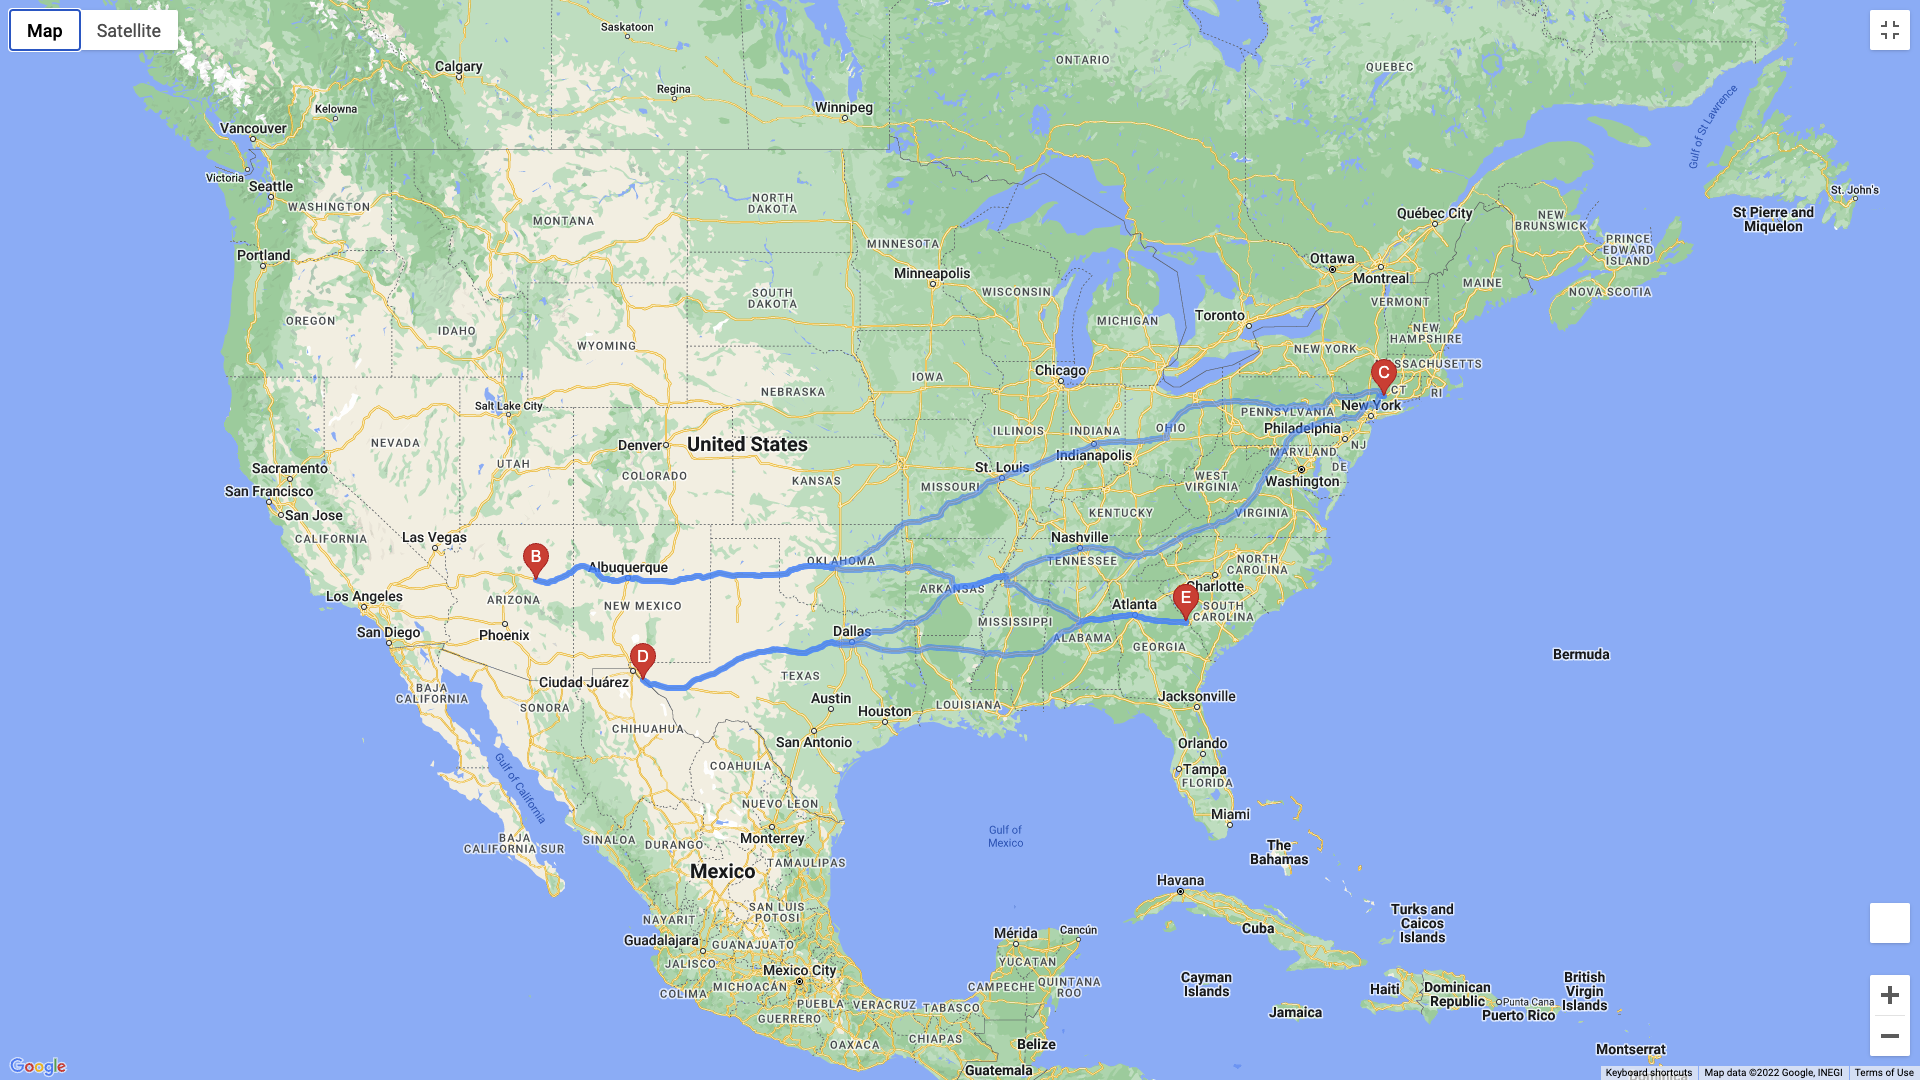 Map
Satellite
Saskatoon
Calgary
ONTARIO
QUEBEC
Regina
Kelowna
Winnipeg
Vancouver
Gulf of St Lawrence
Victoria
Seattle
WASHINGTON
St. John's
NORTH
DAKOTA
MONTANA
Québec City
St Pierre and
Miquelon
NEW
BRUNSWICK
MINNESOTA
PRINCE
EDWARD
ISLAND
Portland
Minneapolis
Ottawa
Montreal
MAINE
NOVA SCOTIA
SOUTH
DAKOTA
WISCONSIN
VERMONT
OREGON
IDAHO
MICHIGAN
Toronto
NEW
HAMPSHIRE
WYOMING
NEW YORK
MASSACHUSETTS
Chicago
IOWA
C
CT
RI
NEBRASKA
Salt Lake City
PENNSYLVANIA
New York
NEVADA
Denver
United States
ILLINOIS
INDIANA
OHIO
Philadelphia
NJ
UTAH
COLORADO
KANSAS
St. Louis
Indianapolis
MARYLAND
DE
Sacramento
San Francisco
MISSOURI
WEST
VIRGINIA
Washington
San Jose
KENTUCKY
VIRGINIA
CALIFORNIA
Las Vegas
Nashville
B
Albuquerque
OKLAHOMA
TENNESSEE
NORTH
CAROLINA
Los Angeles
ARIZONA
NEW MEXICO
ARKANSAS
Charlotte
E
Atlanta
SOUTH
CAROLINA
San Diego
Phoenix
Dallas
MISSISSIPPI
ALABAMA
GEORGIA
Bermuda
D
Ciudad Juárez
TEXAS
BAJA
CALIFORNIA
SONORA
Austin
Houston
LOUISIANA
Jacksonville
CHIHUAHUA
San Antonio
Orlando
Gulf of California
COAHUILA
Tampa
FLORIDA
NUEVO LEON
Miami
BAJA
CALIFORNIA SUR
SINALOA
DURANGO
Monterrey
Gulf of
Mexico
The
Bahamas
TAMAULIPAS
Mexico
Havana
SAN LUIS
POTOSI
NAYARIT
Turks and
Caicos
Islands
Cuba
Guadalajara
GUANAJUATO
Mérida
Cancún
JALISCO
Mexico City
YUCATAN
COLIMA
MICHOACÁN
CAMPECHE
QUINTANA
ROO
Cayman
Islands
Haiti
Dominican
Republic
British
Virgin
Islands
PUEBLA
VERACRUZ
TABASCO
Punta Cana
Puerto Rico
GUERRERO
Jamaica
OAXACA
CHIAPAS
Belize
Montserrat
Guatemala
Google
Keyboard shortcuts
Map data ©2022 Google, INEGI
Terms of Use